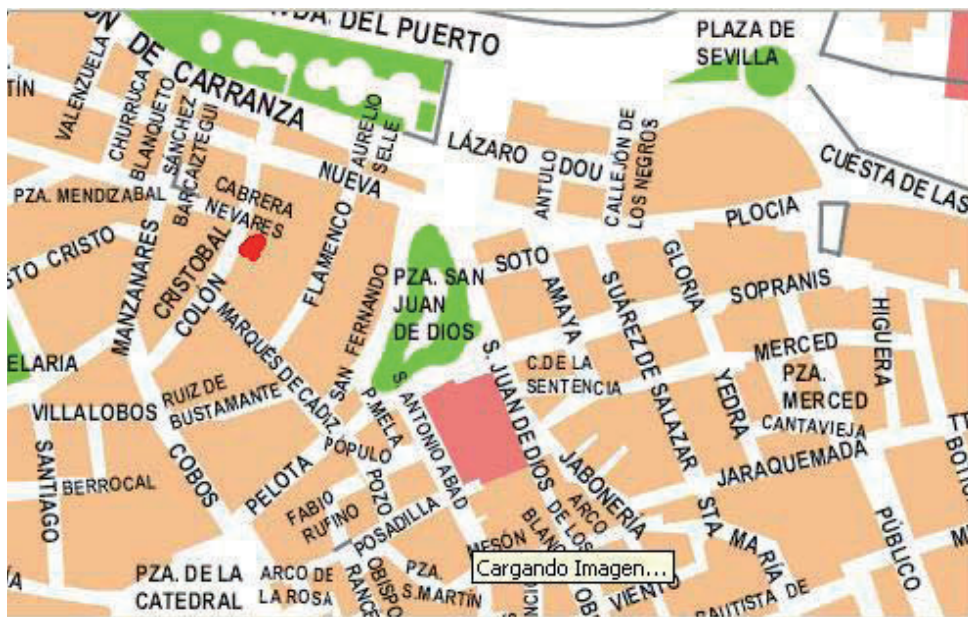 NDA. DEL PUERTO
PLAZA DE
SEVILLA
DE CARRANZA
VALENZUELA
CHURRUCA
BLANQUETO
SÁNCHEZ
BARCAIZTEGUI
AURELIO
SELLE
NUEVA
LÁZARO DOU
ANTULO
CALLEJÓN DE
LOS NEGROS
CUESTA DE LAS
PZA. MENDIZABAL
CABRERA
NEVARES
PLOCIA
CRISTO
MANZANARES
CRISTOBAL
COLÓN
FLAMENCO
SAN FERNANDO
PZA. SAN
JUAN
DE DIOS
SOTO
AMAYA
SUÁREZ DE SALAZAR
GLORIA
SOPRANIS
HIGUERA
MARQUES DE CÁDIZ
ELARIA
VILLALOBOS
RUIZ DE
BUSTAMANTE
P.MELA
S. ANTONIO ABAD
S. JUAN DE DIOS
C.DE LA
SENTENCIA
YEDRA
MERCED
PZA.
MERCED
CANTAVIEJA
SANTIAGO
BERROCAL
COBOS
PELOTA
PÓPULO
POZO
FABIO
RUFINO
POSADILLA
JABONERÍA
ARCO
DE LOS
JARAQUEMADA
STA. MARÍA
PÚBLICO
PZA. DE LA
CATEDRAL
ARCO DE
LA ROSA
OBISPO
PZA.
S.MARTÍN
MESÓN
Cargando Imagen...
VIENTO
BAUTISTA DE